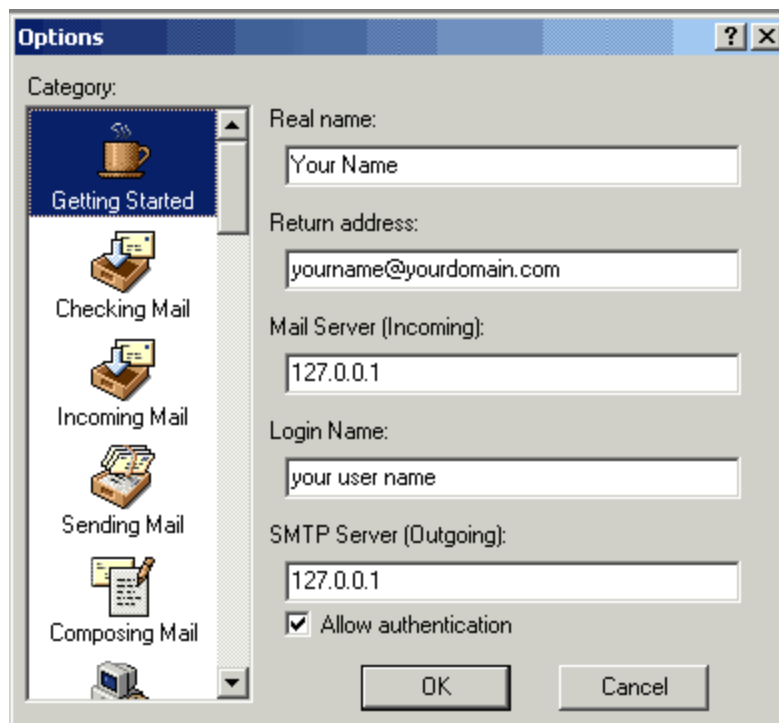 Options
Category:
Getting Started
Checking Mail
Incoming Mail
Sending Mail
Composing Mail
Real name:
Your Name
Return address:
yourname@yourdomain.com
Mail Server (Incoming):
127.0.0.1
Login Name:
your user name
SMTP Server (Outgoing):
127.0.0.1
Allow authentication
OK
Cancel